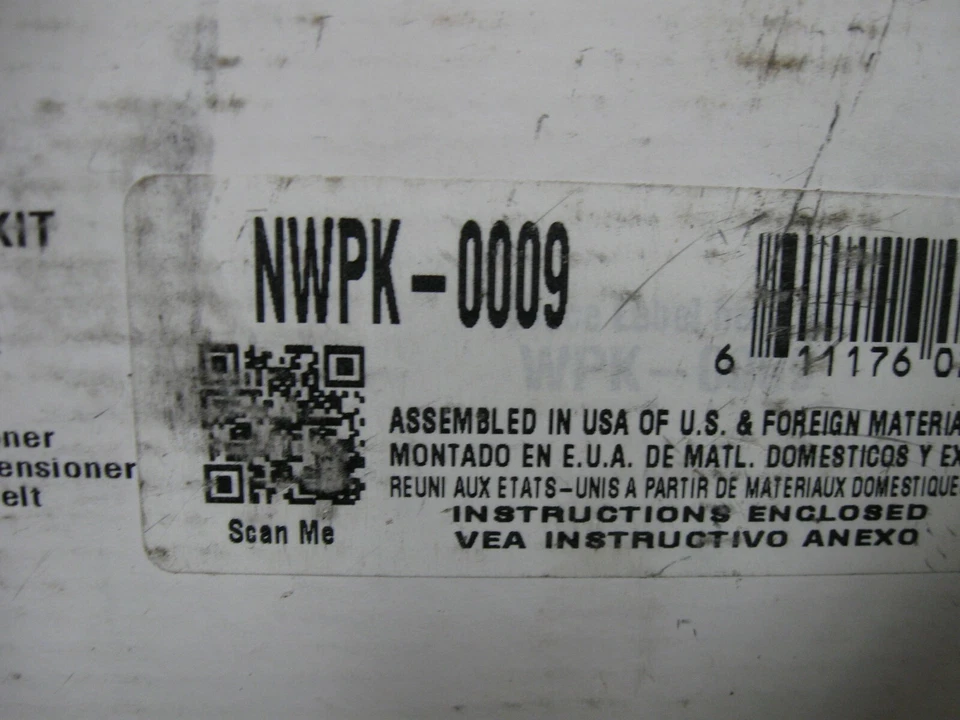 KIT
NWPK-0009
6 11176 0
ner
ensioner
elt
Scan Me
ASSEMBLED IN USA OF U.S. & FOREIGN MATERIA
MONTADO EN E.U.A. DE MATL. DOMESTICOS Y EX
REUNI AUX ETATS-UNIS A PARTIR DE MATERIAUX DOMESTIQUE
INSTRUCTIONS ENCLOSED
VEA INSTRUCTIVO ANEXO